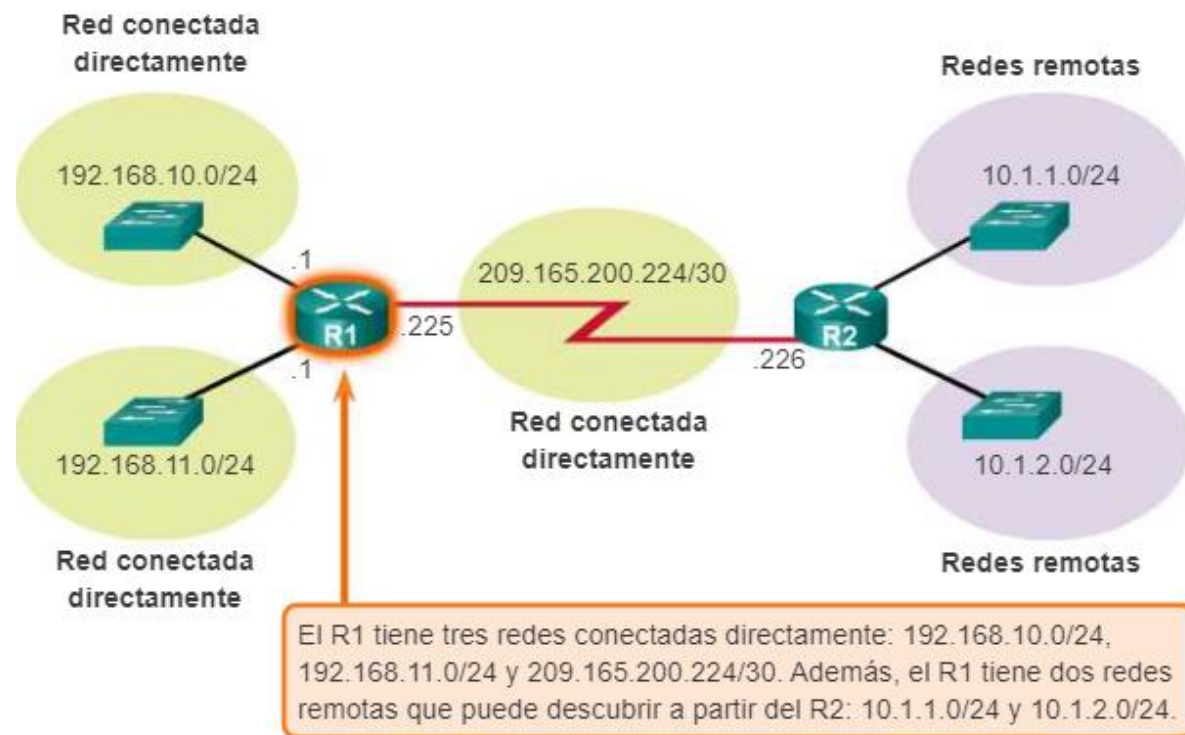 Red conectada
directamente
Redes remotas
192.168.10.0/24
10.1.1.0/24
.1
209.165.200.224/30
R1
.225
R2
.1
.226
Red conectada
directamente
192.168.11.0/24
10.1.2.0/24
Red conectada
directamente
Redes remotas
El R1 tiene tres redes conectadas directamente: 192.168.10.0/24,
192.168.11.0/24 y 209.165.200.224/30. Además, el R1 tiene dos redes
remotas que puede descubrir a partir del R2: 10.1.1.0/24 y 10.1.2.0/24.